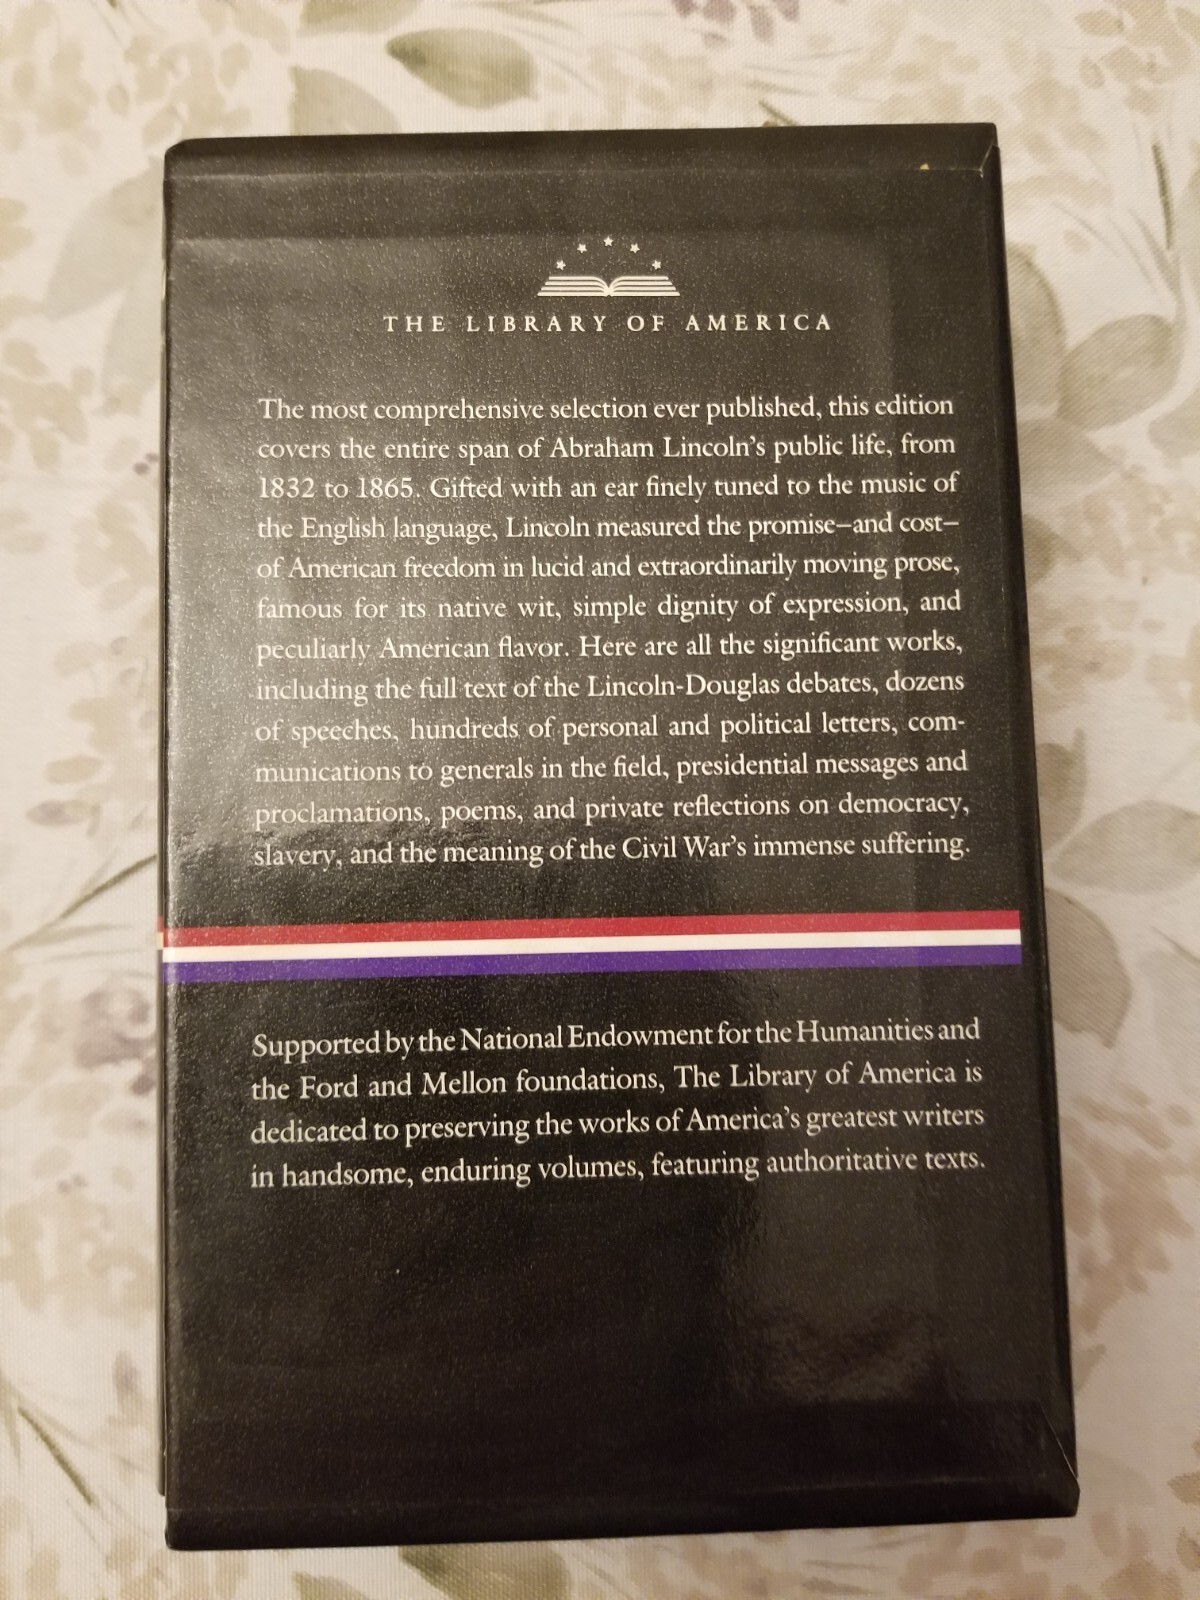 THE LIBRARY OF AMERICA
The most comprehensive selection ever published, this edition
covers the entire span of Abraham Lincoln's public life, from
1832 to 1865. Gifted with an ear finely tuned to the music of
the English language, Lincoln measured the promise—and cost—
of American freedom in lucid and extraordinarily moving prose,
famous for its native wit, simple dignity of expression, and
peculiarly American flavor. Here are all the significant works,
including the full text of the Lincoln-Douglas debates, dozens
of speeches, hundreds of personal and political letters, com-
munications to generals in the field, presidential messages and
proclamations, poems, and private reflections on democracy,
slavery, and the meaning of the Civil War's immense suffering.
Supported by the National Endowment for the Humanities and
the Ford and Mellon foundations, The Library of America is
dedicated to preserving the works of America's greatest writers
in handsome, enduring volumes, featuring authoritative texts.